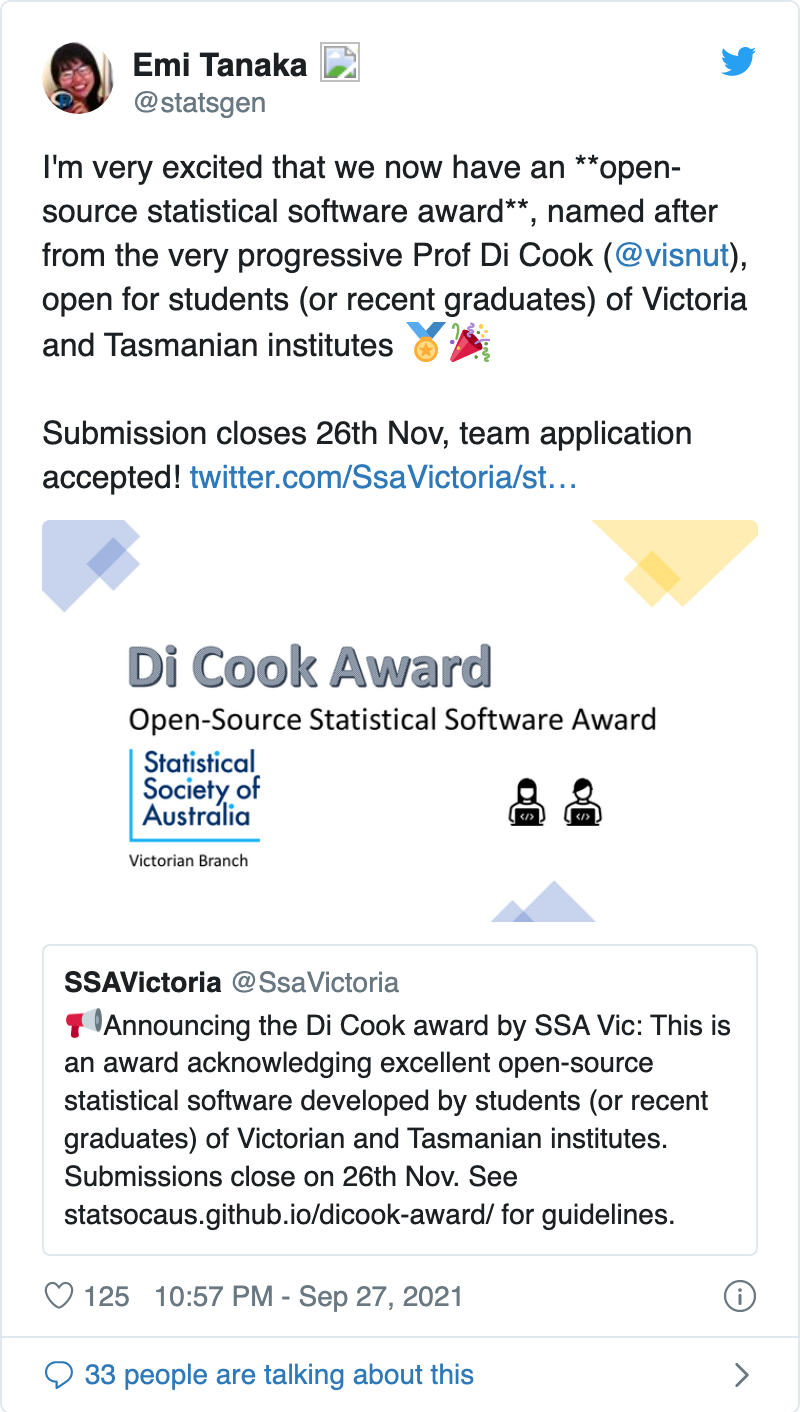 Emi Tanaka
@statsgen
I'm very excited that we now have an **open-
source statistical software award**, named after
from the very progressive Prof Di Cook (@visnut),
open for students (or recent graduates) of Victoria
and Tasmanian institutes 🏅🎉
Submission closes 26th Nov, team application
accepted! twitter.com/SsaVictoria/st…
Di Cook Award
Open-Source Statistical Software Award
Statistical
Society of
Australia
Victorian Branch
SSAVictoria @SsaVictoria
📢Announcing the Di Cook award by SSA Vic: This is
an award acknowledging excellent open-source
statistical software developed by students (or recent
graduates) of Victorian and Tasmanian institutes.
Submissions close on 26th Nov. See
statsocaus.github.io/dicook-award/ for guidelines.
125 10:57 PM - Sep 27, 2021
33 people are talking about this